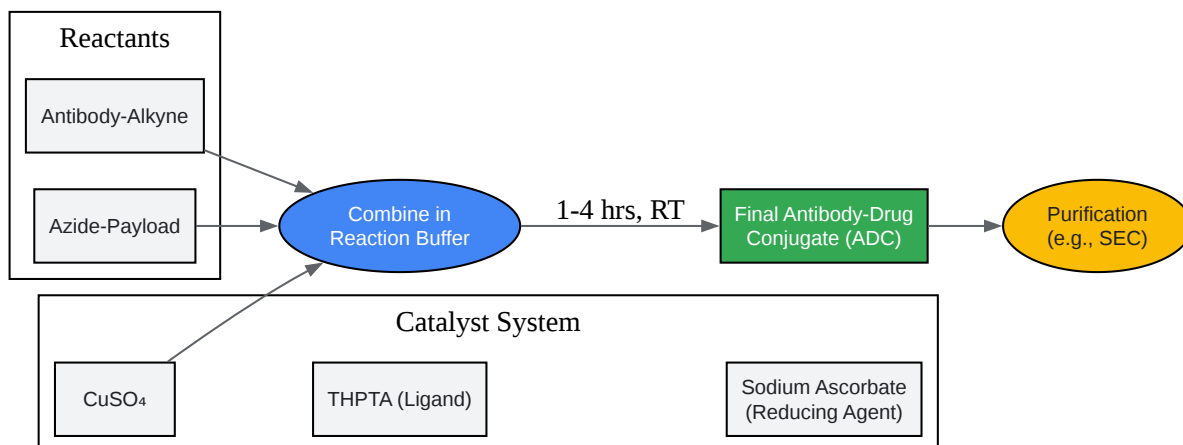 Reactants
Antibody-Alkyne
Azide-Payload
Combine in
Reaction Buffer
1-4 hrs, RT
Final Antibody-Drug
Conjugate (ADC)
Purification
(e.g., SEC)
Catalyst System
CuSO₄
THPTA (Ligand)
Sodium Ascorbate
(Reducing Agent)